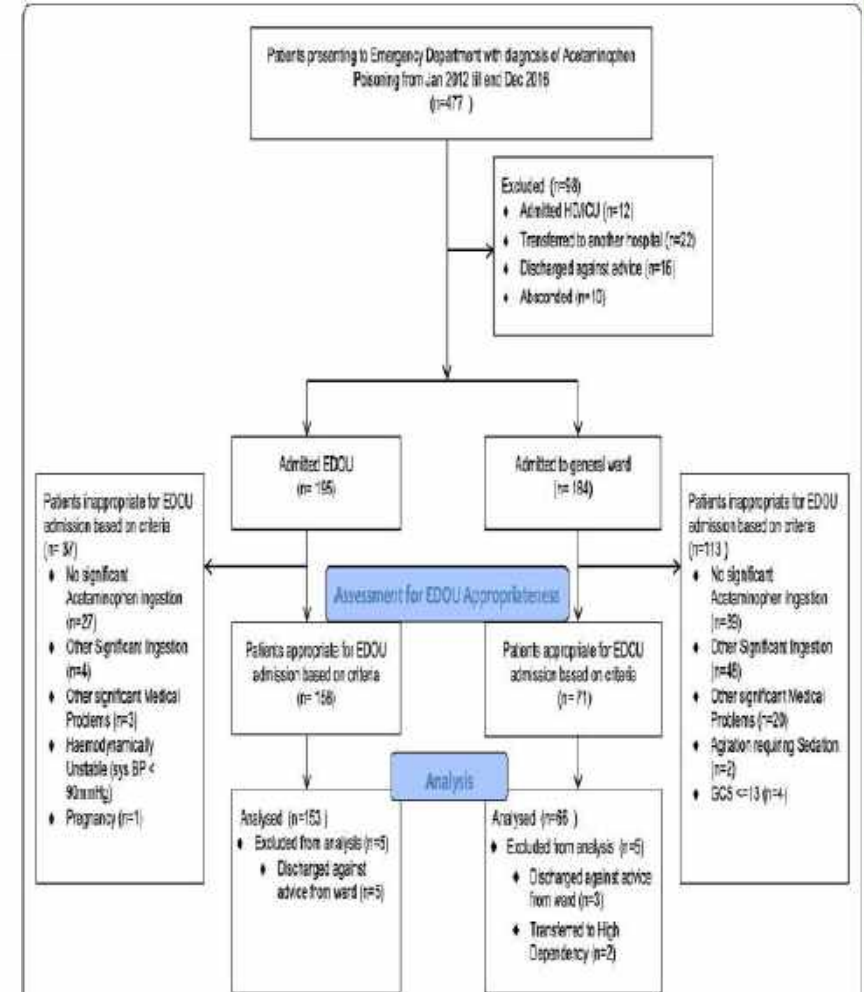 Patients presenting to Emergency Department with diagnosis of Acetaminophen
Poisoning from Jan 2012 till end Dec 2016
(n=477 )
Excluded (n=98)
♦ Admitted HD/ICU (n=12)
♦ Transferred to another hospital (n=22)
♦ Discharged against advice (n=16)
♦ Absconded (n=10)
Admitted EDOU
(n= 195)
Admitted to general ward
(n= 184)
Patients inappropriate for EDOU
admission based on criteria
(n= 37)
♦ No significant
Acetaminophen Ingestion
(n=27)
♦ Other Significant Ingestion
(n=4)
♦ Other significant Medical
Problems (n=3)
♦ Haemodynamically
Unstable (sys BP <
90mmHg)
♦ Pregnancy (n=1)
Patients inappropriate for EDOU
admission based on criteria
(n=113 )
♦ No significant
Acetaminophen Ingestion
(n=39)
♦ Other Significant Ingestion
(n=48)
♦ Other significant Medical
Problems (n=20)
♦ Agitation requiring Sedation
(n=2)
♦ GCS <=13 (n=4)
Assessment for EDOU Appropriateness
Patients appropriate for EDOU
admission based on criteria
(n= 158)
Patients appropriate for EDOU
admission based on criteria
(n= 71)
Analysis
Analysed (n=153 )
♦ Excluded from analysis (n=5)
♦ Discharged against
advice from ward (n=5)
Analysed (n=66 )
♦ Excluded from analysis (n=5)
♦ Discharged against advice
from ward (n=3)
♦ Transferred to High
Dependency (n=2)